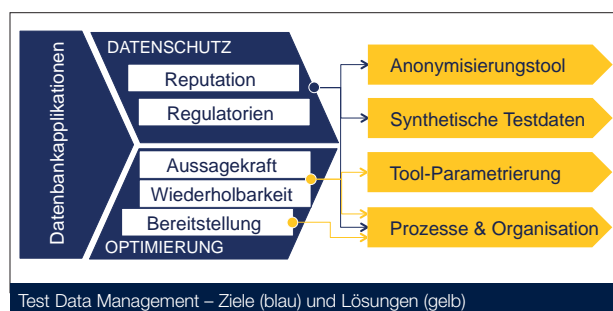 Datenbankapplikationen
DATENSCHUTZ
Reputation
Regulatorien
Aussagekraft
Wiederholbarkeit
Bereitstellung
OPTIMIERUNG
Anonymisierungstool
Synthetische Testdaten
Tool-Parametrierung
Prozesse & Organisation
Test Data Management – Ziele (blau) und Lösungen (gelb)